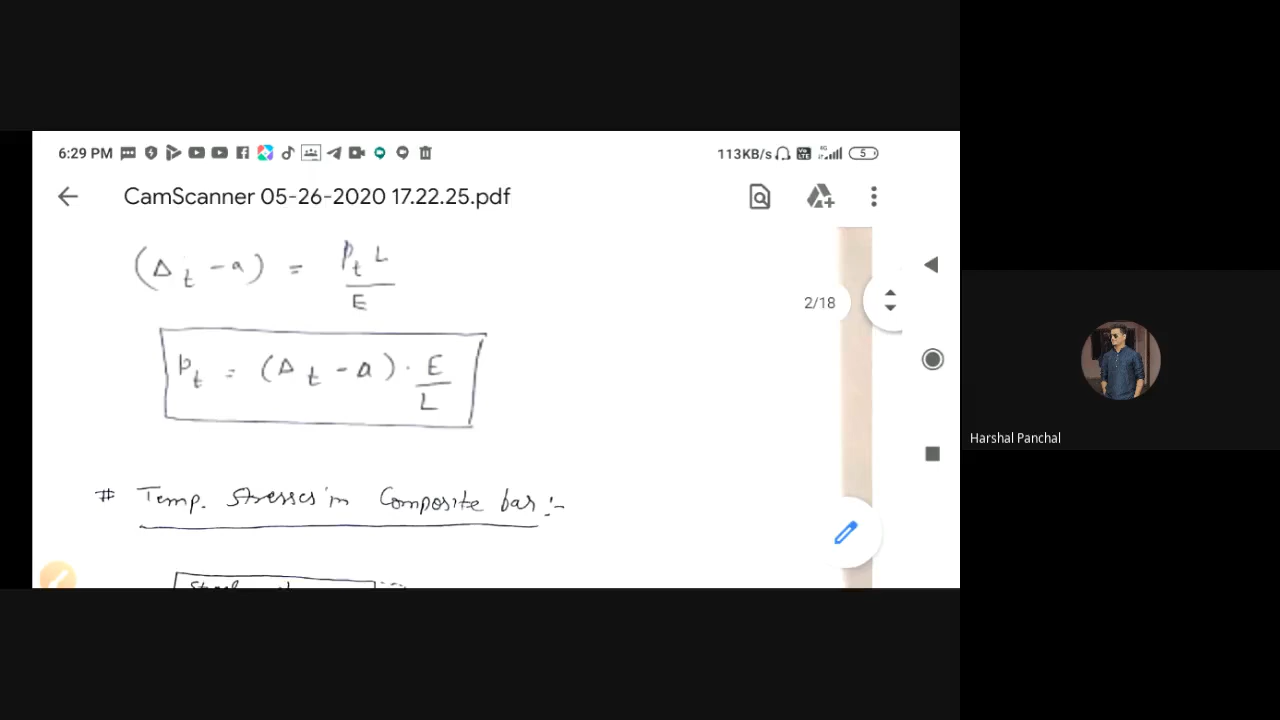 6:29 PM
113KB/s
5
CamScanner 05-26-2020 17.22.25.pdf
(Δt - a) = Pt L / E
2/18
Pt = (Δt - a) · E / L
# Temp. Stresses in Composite bar :-
Harshal Panchal